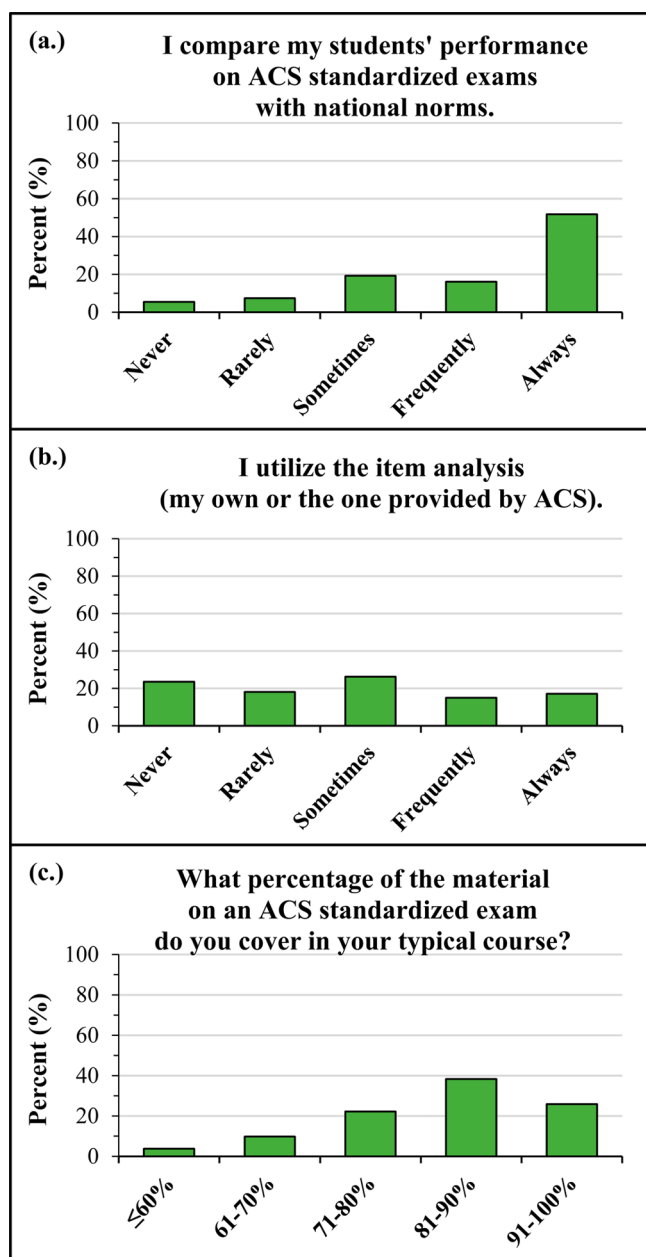 (a.)
I compare my students' performance
on ACS standardized exams
with national norms.
Percent (%)
100
80
60
40
20
0
Never
Rarely
Sometimes
Frequently
Always
(b.)
I utilize the item analysis
(my own or the one provided by ACS).
Percent (%)
100
80
60
40
20
0
Never
Rarely
Sometimes
Frequently
Always
(c.)
What percentage of the material
on an ACS standardized exam
do you cover in your typical course?
Percent (%)
100
80
60
40
20
0
≤60%
61-70%
71-80%
81-90%
91-100%